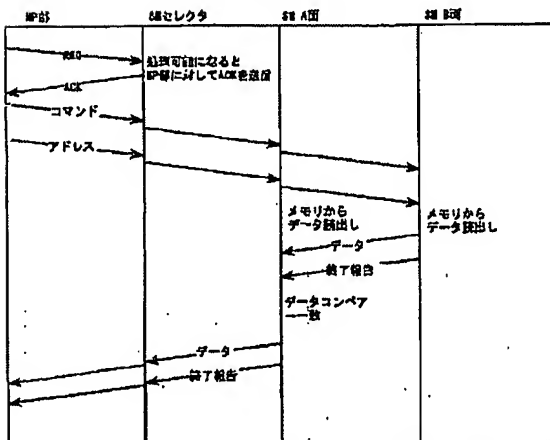 MP部
SMセレクタ
SM A面
SM B面
REQ
処理可能になると
MP部に対してACKを送信
ACK
コマンド
アドレス
メモリから
データ読出し
メモリから
データ読出し
データ
終了報告
データコンペア
一致
データ
終了報告